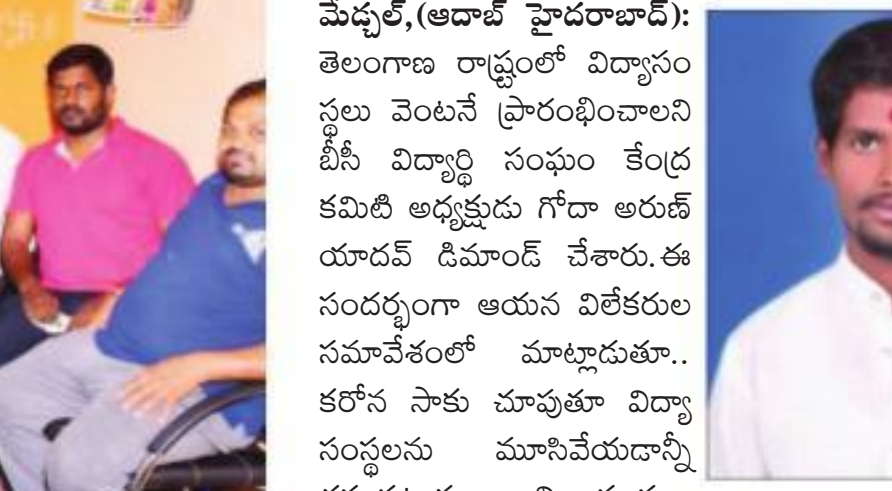 మేడ్చల్,(ఆదాబ్ హైదరాబాద్):
తెలంగాణ రాష్ట్రంలో విద్యాసం
స్థలు వెంటనే ప్రారంభించాలని
బీసీ విద్యార్థి సంఘం కేంద్ర
కమిటి అధ్యక్షుడు గోదా అరుణ్
యాదవ్ డిమాండ్ చేశారు.ఈ
సందర్భంగా ఆయన విలేకరుల
సమావేశంలో మాట్లాడుతూ..
కరోన సాకు చూపుతూ విద్యా
సంస్థలను మూసివేయడాన్నీ